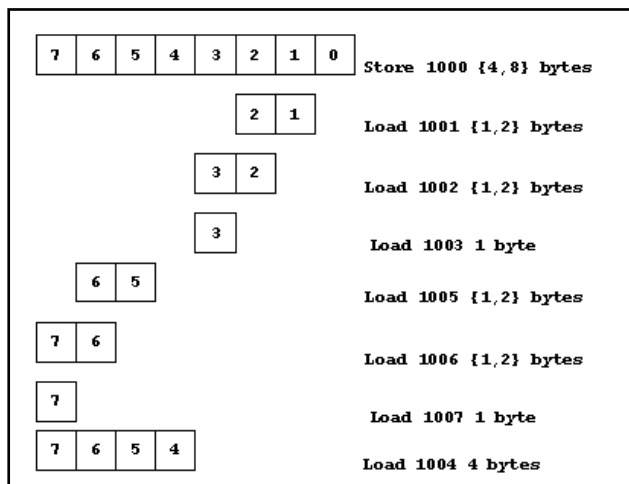 7 6 5 4 3 2 1 0 Store 1000 {4,8} bytes
2 1 Load 1001 {1,2} bytes
3 2 Load 1002 {1,2} bytes
3 Load 1003 1 byte
6 5 Load 1005 {1,2} bytes
7 6 Load 1006 {1,2} bytes
7 Load 1007 1 byte
7 6 5 4 Load 1004 4 bytes